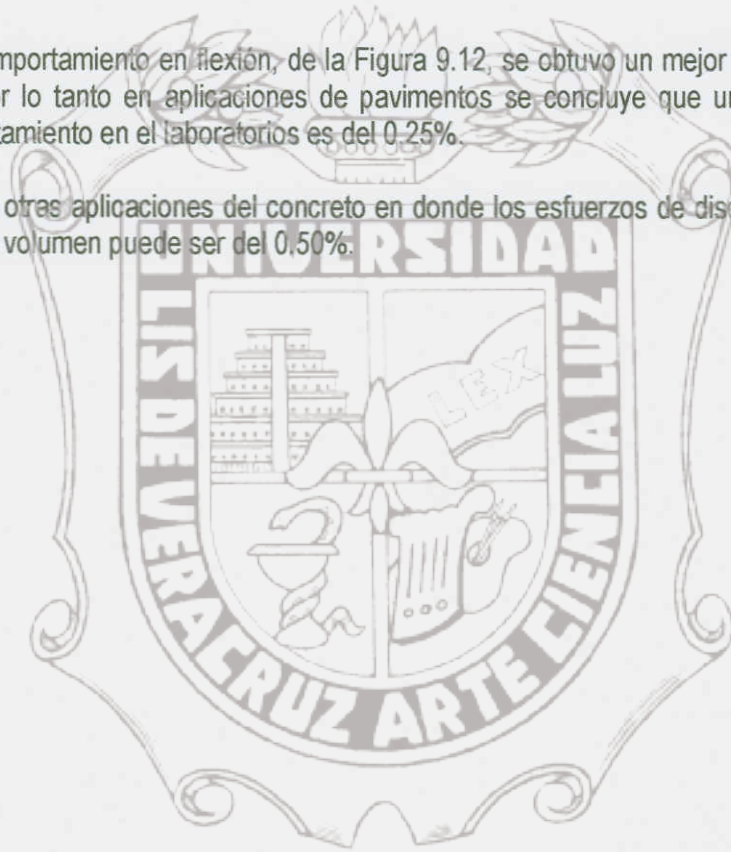 mportamiento en flexión, de la Figura 9.12, se obtuvo un mejor
or lo tanto en aplicaciones de pavimentos se concluye que un
tamiento en el laboratorios es del 0.25%.
otras aplicaciones del concreto en donde los esfuerzos de dis
volumen puede ser del 0.50%.
UNIVERSIDAD
LIS DE VERACRUZ ARTE CIENCIA LUZ
LEX